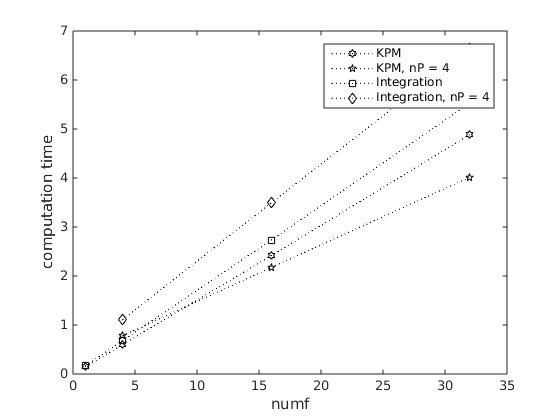 7
6
5
4
3
2
1
0
computation time
KPM
KPM, nP = 4
Integration
Integration, nP = 4
0 5 10 15 20 25 30 35
numf